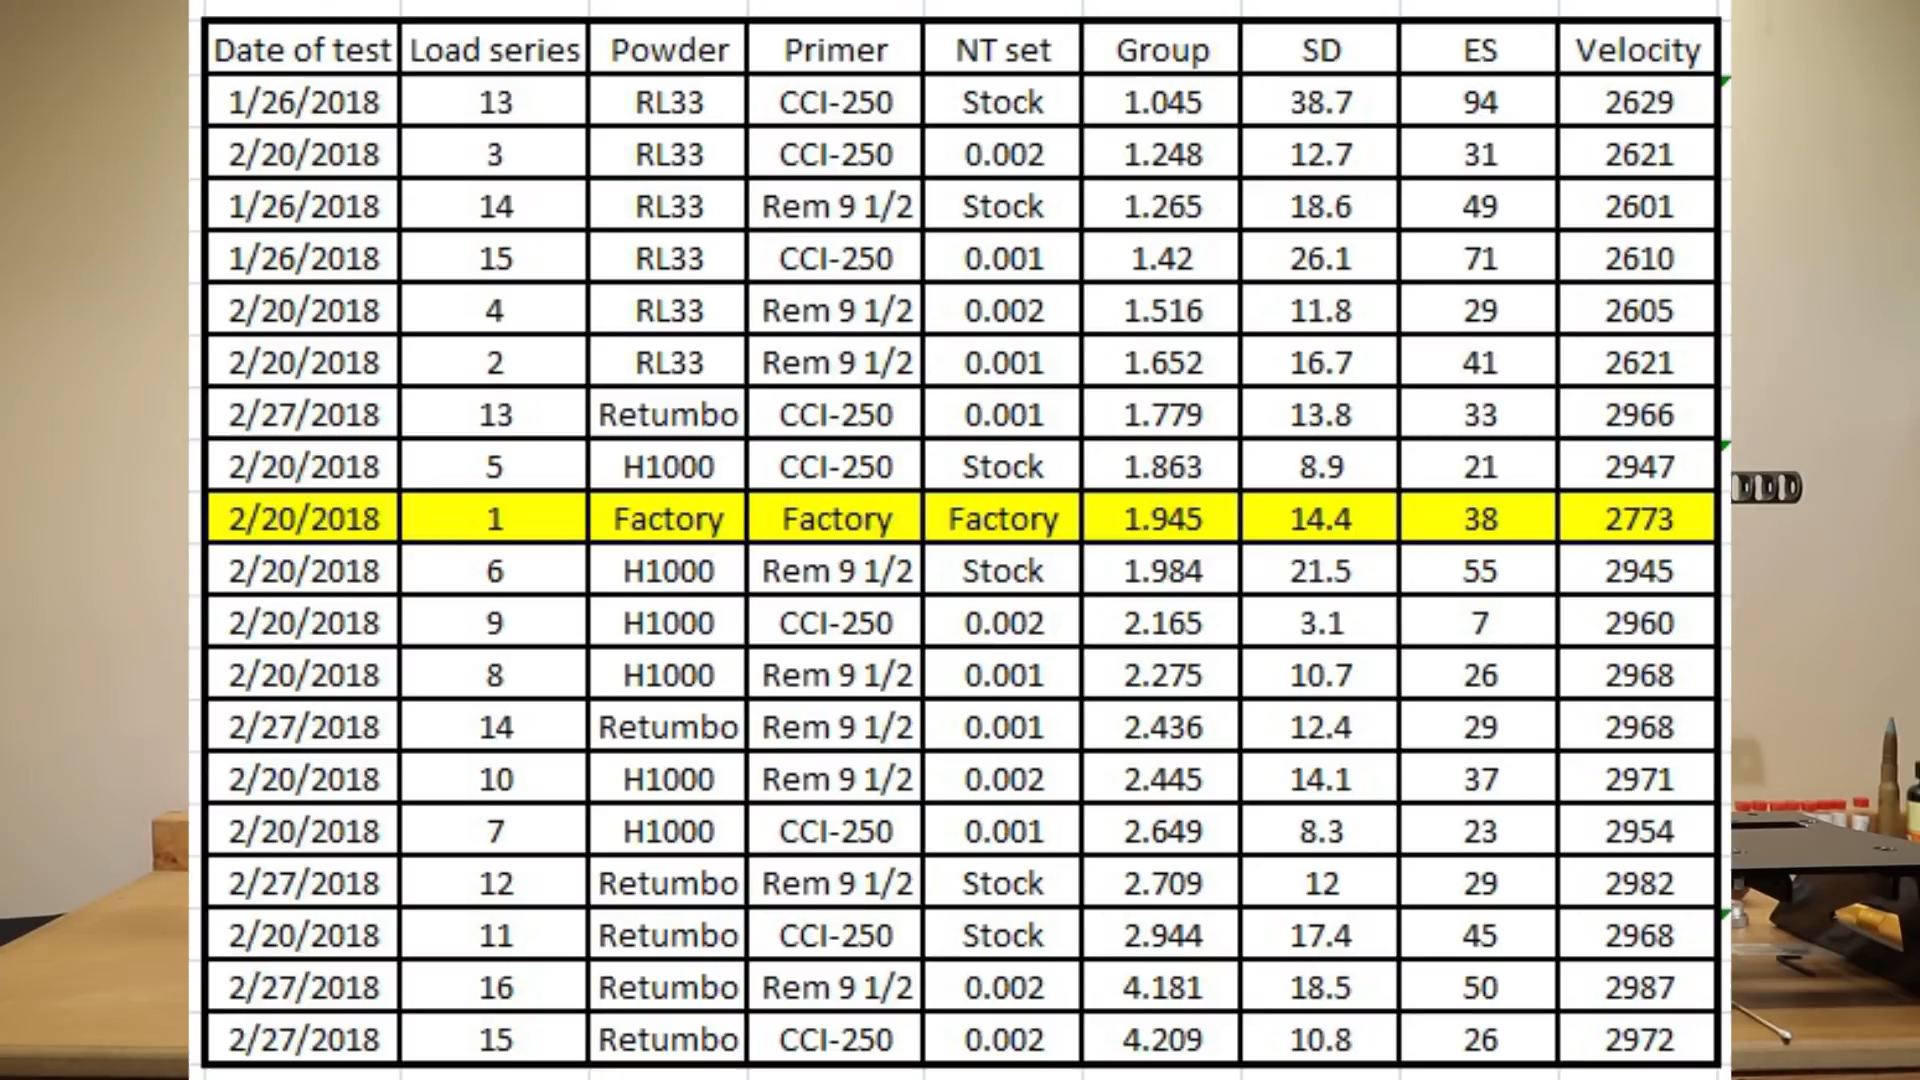 Date of test Load series Powder Primer NT set Group SD ES Velocity
1/26/2018 13 RL33 CCI-250 Stock 1.045 38.7 94 2629
2/20/2018 3 RL33 CCI-250 0.002 1.248 12.7 31 2621
1/26/2018 14 RL33 Rem 9 1/2 Stock 1.265 18.6 49 2601
1/26/2018 15 RL33 CCI-250 0.001 1.42 26.1 71 2610
2/20/2018 4 RL33 Rem 9 1/2 0.002 1.516 11.8 29 2605
2/20/2018 2 RL33 Rem 9 1/2 0.001 1.652 16.7 41 2621
2/27/2018 13 Retumbo CCI-250 0.001 1.779 13.8 33 2966
2/20/2018 5 H1000 CCI-250 Stock 1.863 8.9 21 2947
2/20/2018 1 Factory Factory Factory 1.945 14.4 38 2773
2/20/2018 6 H1000 Rem 9 1/2 Stock 1.984 21.5 55 2945
2/20/2018 9 H1000 CCI-250 0.002 2.165 3.1 7 2960
2/20/2018 8 H1000 Rem 9 1/2 0.001 2.275 10.7 26 2968
2/27/2018 14 Retumbo Rem 9 1/2 0.001 2.436 12.4 29 2968
2/20/2018 10 H1000 Rem 9 1/2 0.002 2.445 14.1 37 2971
2/20/2018 7 H1000 CCI-250 0.001 2.649 8.3 23 2954
2/27/2018 12 Retumbo Rem 9 1/2 Stock 2.709 12 29 2982
2/20/2018 11 Retumbo CCI-250 Stock 2.944 17.4 45 2968
2/27/2018 16 Retumbo Rem 9 1/2 0.002 4.181 18.5 50 2987
2/27/2018 15 Retumbo CCI-250 0.002 4.209 10.8 26 2972